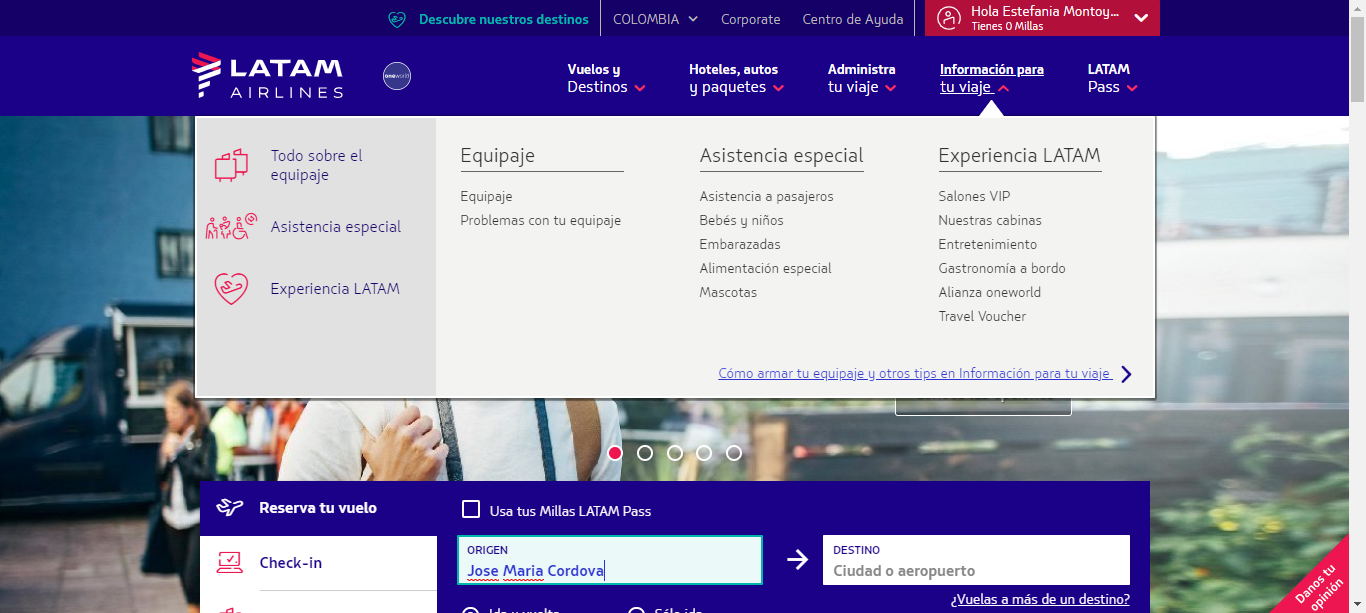 Descubre nuestros destinos
COLOMBIA
Corporate
Centro de Ayuda
Hola Estefania Montoy...
Tienes 0 Millas
LATAM
AIRLINES
oneworld
Vuelos y
Destinos
Hoteles, autos
y paquetes
Administra
tu viaje
Información para
tu viaje
LATAM
Pass
Todo sobre el
equipaje
Asistencia especial
Experiencia LATAM
Equipaje
Equipaje
Problemas con tu equipaje
Asistencia especial
Asistencia a pasajeros
Bebés y niños
Embarazadas
Alimentación especial
Mascotas
Experiencia LATAM
Salones VIP
Nuestras cabinas
Entretenimiento
Gastronomía a bordo
Alianza oneworld
Travel Voucher
Cómo armar tu equipaje y otros tips en Información para tu viaje
Reserva tu vuelo
Check-in
Usa tus Millas LATAM Pass
ORIGEN
Jose Maria Cordova
DESTINO
Ciudad o aeropuerto
¿Vuelas a más de un destino?
Ida y vuelta
Sólo ida
Danos tu
opinión